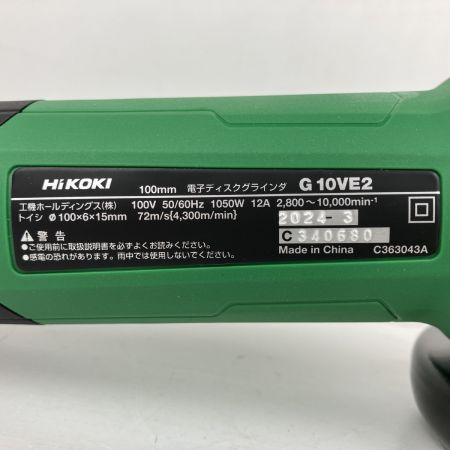 HiKOKI 100mm 電子ディスクグラインダ G 10VE2
工機ホールディングス(株) 100V 50/60Hz 1050W 12A 2,800〜10,000min⁻¹
トイシ φ100×6×15mm 72m/s{4,300m/min} 2024-3
⚠警告 C 340680
●ご使用前に取扱説明書を必ずよくお読みください。 Made in China C363043A
●感電の恐れがあります。雨中では使用しないでください。